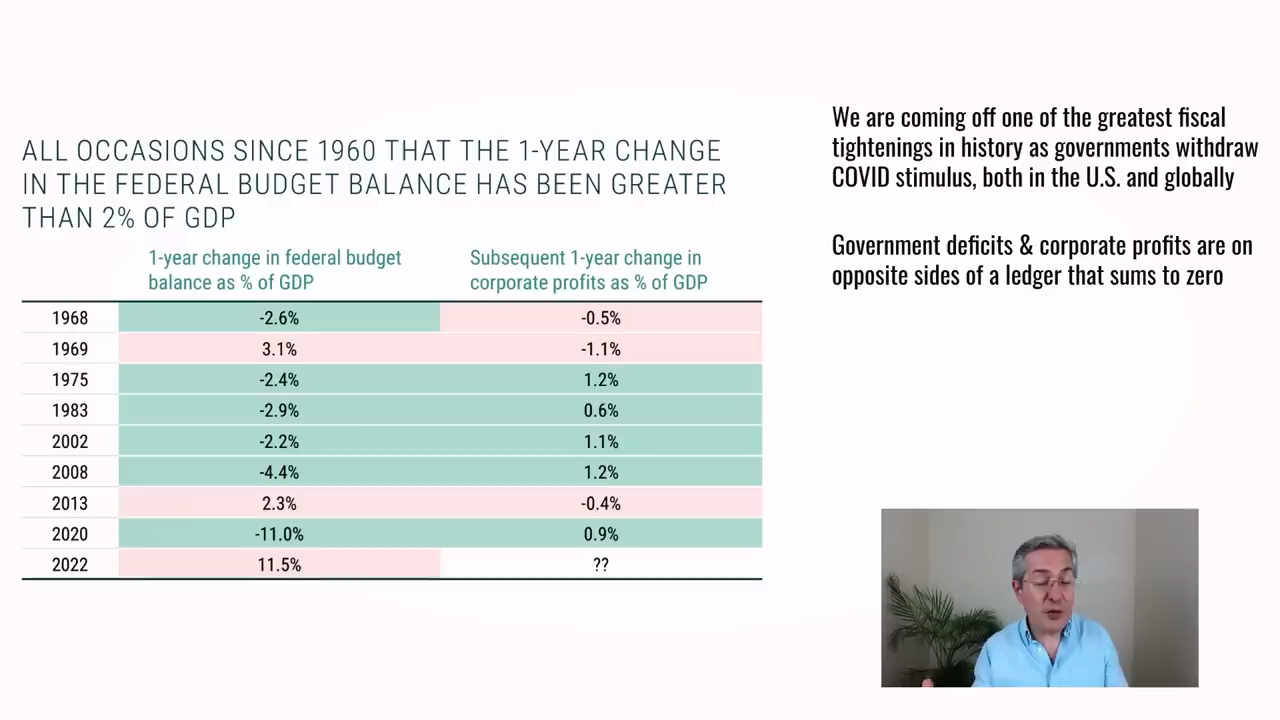 ALL OCCASIONS SINCE 1960 THAT THE 1-YEAR CHANGE
IN THE FEDERAL BUDGET BALANCE HAS BEEN GREATER
THAN 2% OF GDP
1-year change in federal budget
balance as % of GDP
Subsequent 1-year change in
corporate profits as % of GDP
1968 -2.6% -0.5%
1969 3.1% -1.1%
1975 -2.4% 1.2%
1983 -2.9% 0.6%
2002 -2.2% 1.1%
2008 -4.4% 1.2%
2013 2.3% -0.4%
2020 -11.0% 0.9%
2022 11.5% ??
We are coming off one of the greatest fiscal
tightenings in history as governments withdraw
COVID stimulus, both in the U.S. and globally
Government deficits & corporate profits are on
opposite sides of a ledger that sums to zero